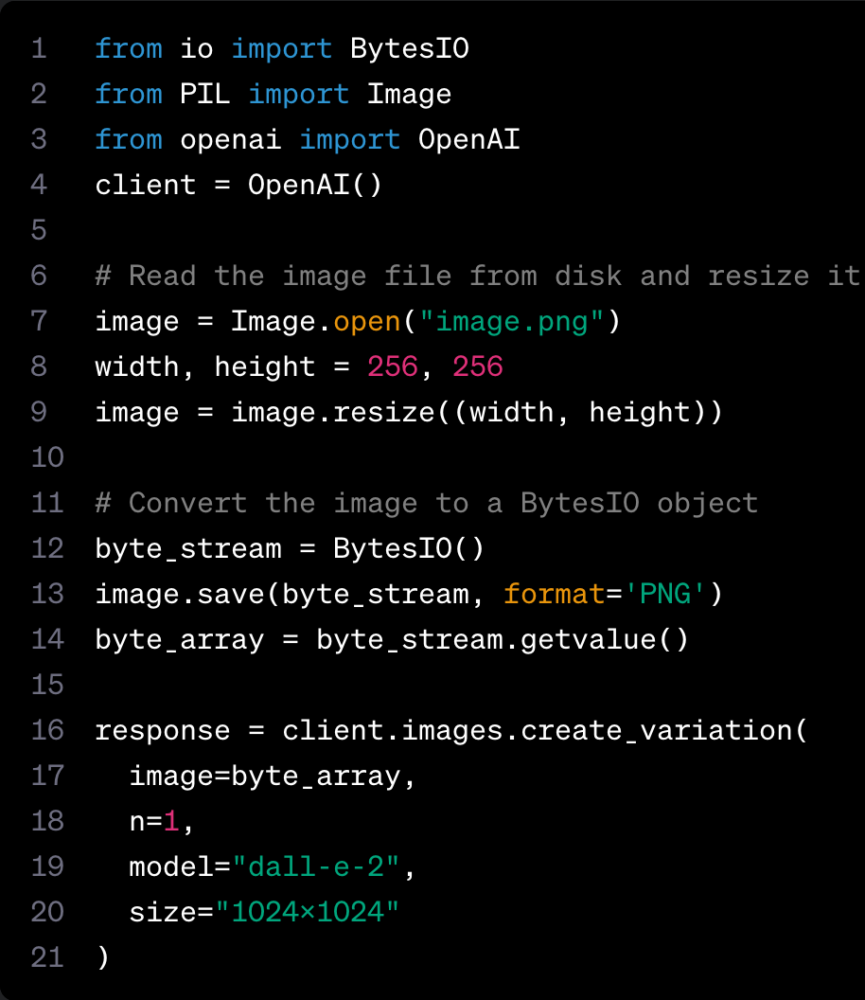 1 from io import BytesIO
2 from PIL import Image
3 from openai import OpenAI
4 client = OpenAI()
5
6 # Read the image file from disk and resize it
7 image = Image.open("image.png")
8 width, height = 256, 256
9 image = image.resize((width, height))
10
11 # Convert the image to a BytesIO object
12 byte_stream = BytesIO()
13 image.save(byte_stream, format='PNG')
14 byte_array = byte_stream.getvalue()
15
16 response = client.images.create_variation(
17   image=byte_array,
18   n=1,
19   model="dall-e-2",
20   size="1024×1024"
21 )